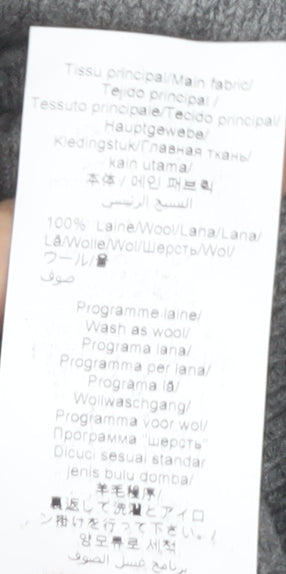 Tissu principal/Main fabric/
Tejido principal /
Tessuto principale/Tecido principal/
Hauptgewebe/
Kledingstuk/Главная ткань/
kain utama/
本体 / 메인 패브릭
النسيج الرئيسي
100% Laine/Wool/Lana/Lana/
Lã/Wolle/Wol/Шерсть/Wol/
ウール/울
صوف
Programme laine/
Wash as wool/
Programa lana/
Programma per lana/
Programa lã/
Wollwaschgang/
Programma voor wol/
Программа "шерсть"
Dicuci sesuai standar
jenis bulu domba/
羊毛程序/
裏返して洗濯とアイロ
ン掛けを行って下さい。/
양모류로 세척
برنامج غسل الصوف